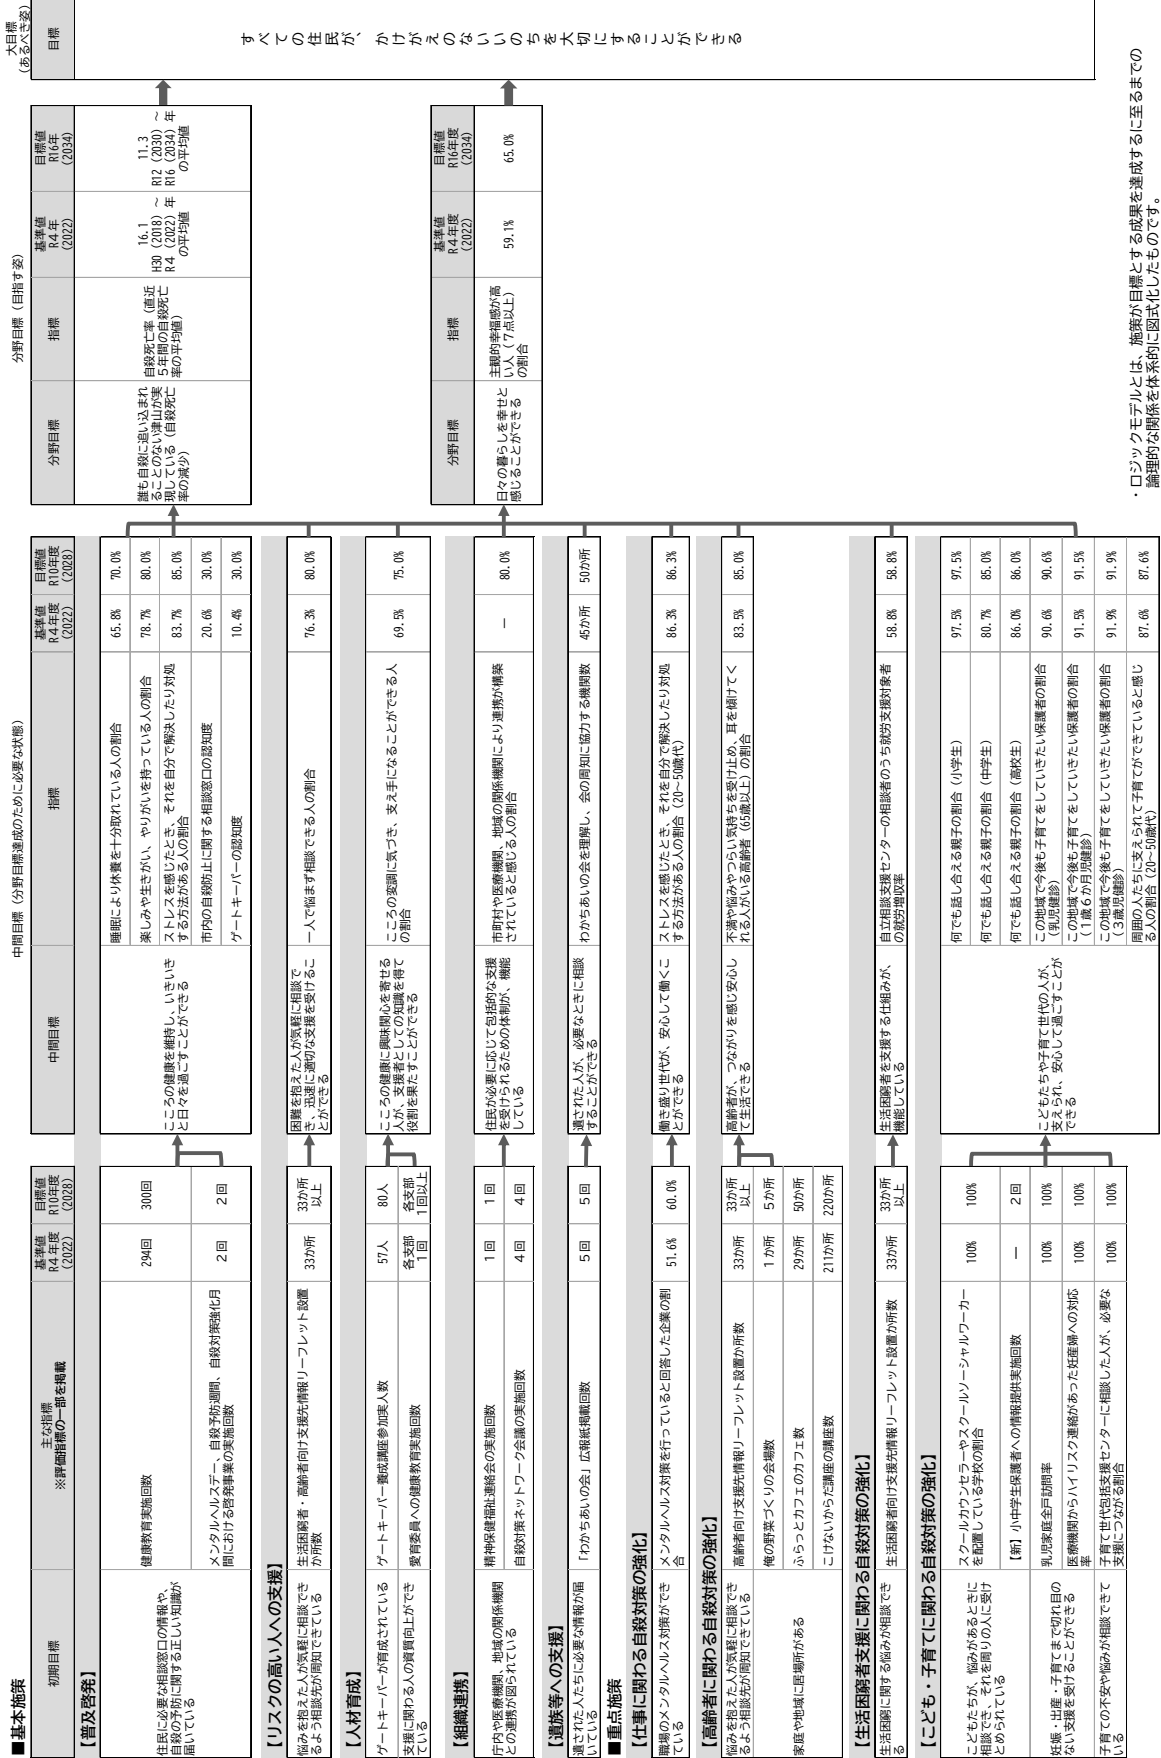 ■基本施策
初期目標
主な指標
※評価指標の一部を掲載
基準値
R4年度
(2022)
目標値
R10年度
(2028)
中間目標（分野目標達成のために必要な状態）
中間目標
指標
基準値
R4年度
(2022)
目標値
R10年度
(2028)
分野目標（目指す姿）
分野目標
指標
基準値
R4年
(2022)
目標値
R16年
(2034)
大目標
（あるべき姿）
目標
【普及啓発】
住民に必要な相談窓口の情報や、
自殺の予防に関する正しい知識が
届いている
健康教育実施回数
294回
300回
メンタルヘルスデー、自殺予防週間、自殺対策強化月
間における啓発事業の実施回数
２回
２回
こころの健康を維持し、いきいき
と日々を過ごすことができる
睡眠により休養を十分取れている人の割合
65.8%
70.0%
楽しみや生きがい、やりがいを持っている人の割合
78.7%
80.0%
ストレスを感じたとき、それを自分で解決したり対処
する方法がある人の割合
83.7%
85.0%
市内の自殺防止に関する相談窓口の認知度
20.6%
30.0%
ゲートキーパーの認知度
10.4%
30.0%
【リスクの高い人への支援】
悩みを抱えた人が気軽に相談でき
るよう相談先が周知できている
生活困窮者・高齢者向け支援先情報リーフレット設置
か所数
33か所
33か所
以上
困難を抱えた人が気軽に相談で
き、迅速に適切な支援を受けるこ
とができる
一人で悩まず相談できる人の割合
76.3%
80.0%
【人材育成】
ゲートキーパーが育成されている
ゲートキーパー養成講座参加実人数
57人
80人
支援に関わる人の資質向上ができ
ている
愛育委員への健康教育実施回数
各支部
1回
各支部
1回以上
こころの健康に興味関心を寄せる
人が、支援者としての知識を得て
役割を果たすことができる
こころの変調に気づき、支え手になることができる人
の割合
69.5%
75.0%
【組織連携】
庁内や医療機関、地域の関係機関
との連携が図られている
精神保健福祉連絡会の実施回数
１回
１回
自殺対策ネットワーク会議の実施回数
４回
４回
住民が必要に応じて包括的な支援
を受けられるための体制が、機能
している
市町村や医療機関、地域の関係機関により連携が構築
されていると感じる人の割合
―
80.0%
【遺族等への支援】
遺された人たちに必要な情報が届
いている
「わかちあいの会」広報紙掲載回数
５回
５回
遺された人が、必要なときに相談
することができる
わかちあいの会を理解し、会の周知に協力する機関数
45か所
50か所
■重点施策
【仕事に関わる自殺対策の強化】
職場のメンタルヘルス対策ができ
ている
メンタルヘルス対策を行っていると回答した企業の割
合
51.6%
60.0%
働き盛り世代が、安心して働くこ
とができる
ストレスを感じたとき、それを自分で解決したり対処
する方法がある人の割合（20～50歳代）
86.3%
86.3%
【高齢者に関わる自殺対策の強化】
悩みを抱えた人が気軽に相談でき
るよう相談先が周知できている
高齢者向け支援先情報リーフレット設置か所数
33か所
33か所
以上
家庭や地域に居場所がある
俺の野菜づくりの会場数
１か所
５か所
ふらっとカフェのカフェ数
29か所
50か所
こけないからだ講座の講座数
211か所
220か所
高齢者が、つながりを感じ安心し
て生活できる
不満や悩みやつらい気持ちを受け止め、耳を傾けてく
れる人がいる高齢者（65歳以上）の割合
83.5%
85.0%
【生活困窮者支援に関わる自殺対策の強化】
生活困窮に関する悩みが相談でき
る
生活困窮者向け支援先情報リーフレット設置か所数
33か所
33か所
以上
生活困窮者を支援する仕組みが、
機能している
自立相談支援センターの相談者のうち就労支援対象者
の就労増収率
58.8%
58.8%
【こども・子育てに関わる自殺対策の強化】
こどもたちが、悩みがあるときに
相談でき、それを周りの人に受け
とめられている
スクールカウンセラーやスクールソーシャルワーカー
を配置している学校の割合
100%
100%
【新】小中学生保護者への情報提供実施回数
―
２回
妊娠・出産・子育てまで切れ目の
ない支援を受けることができる
乳児家庭全戸訪問率
100%
100%
医療機関からハイリスク連絡があった妊産婦への対応
率
100%
100%
子育ての不安や悩みが相談できて
いる
子育て世代包括支援センターに相談した人が、必要な
支援につながる割合
100%
100%
こどもたちや子育て世代の人が、
支えられ、安心して過ごすことが
できる
何でも話し合える親子の割合（小学生）
97.5%
97.5%
何でも話し合える親子の割合（中学生）
80.7%
85.0%
何でも話し合える親子の割合（高校生）
86.0%
86.0%
この地域で今後も子育てをしていきたい保護者の割合
（乳児健診）
90.6%
90.6%
この地域で今後も子育てをしていきたい保護者の割合
（１歳６か月児健診）
91.5%
91.5%
この地域で今後も子育てをしていきたい保護者の割合
（３歳児健診）
91.9%
91.9%
周囲の人たちに支えられて子育てができていると感じ
る人の割合（20～50歳代）
87.6%
87.6%
誰も自殺に追い込まれ
ることのない津山が実
現している（自殺死亡
率の減少）
自殺死亡率（直近
５年間の自殺死亡
率の平均値）
16.1
H30（2018）～
R4（2022）年
の平均値
11.3
R12（2030）～
R16（2034）年
の平均値
分野目標
指標
基準値
R4年度
(2022)
目標値
R16年度
(2034)
日々の暮らしを幸せと
感じることができる
主観的幸福感が高
い人（７点以上）
の割合
59.1%
65.0%
すべての住民が、かけがえのないいのちを大切にすることができる
・ロジックモデルとは、施策が目標とする成果を達成するに至るまでの
論理的な関係を体系的に図式化したものです。